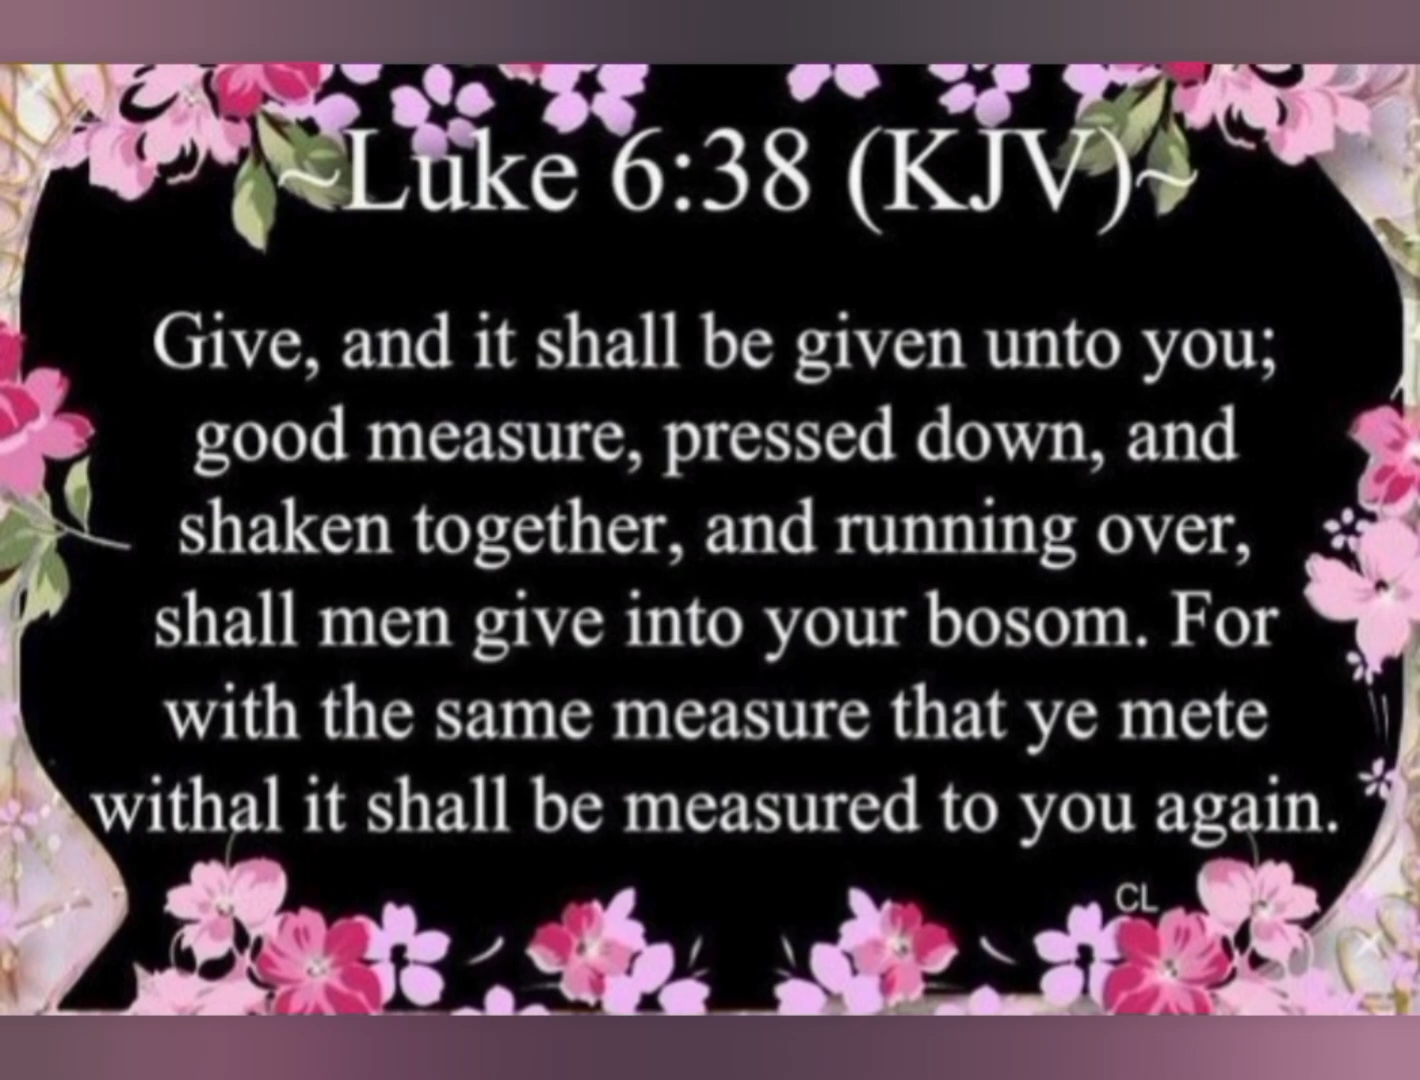 ~Luke 6:38 (KJV)~
Give, and it shall be given unto you;
good measure, pressed down, and
shaken together, and running over,
shall men give into your bosom. For
with the same measure that ye mete
withal it shall be measured to you again.
CL